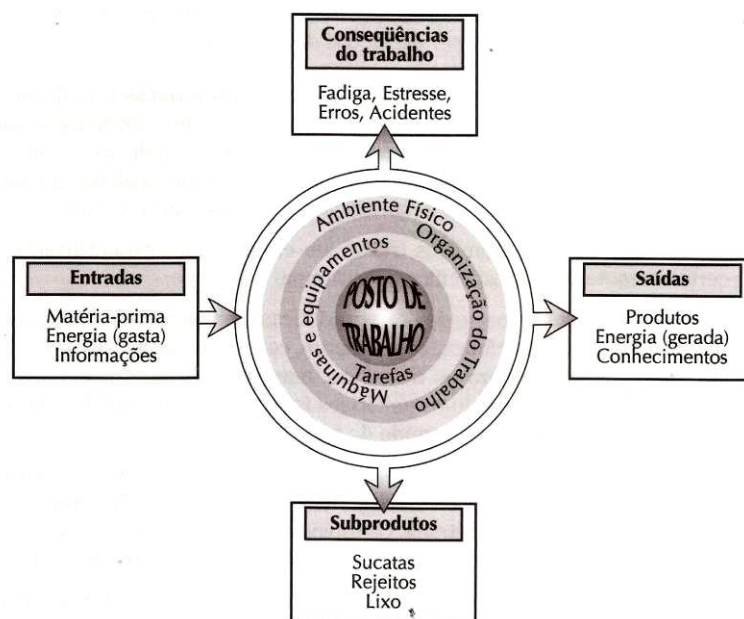 Conseqüências
do trabalho
Fadiga, Estresse,
Erros, Acidentes
Entradas
Matéria-prima
Energia (gasta)
Informações
Ambiente Físico
Organização do Trabalho
Máquinas e equipamentos
POSTO DE
TRABALHO
Tarefas
Saídas
Produtos
Energia (gerada)
Conhecimentos
Subprodutos
Sucatas
Rejeitos
Lixo